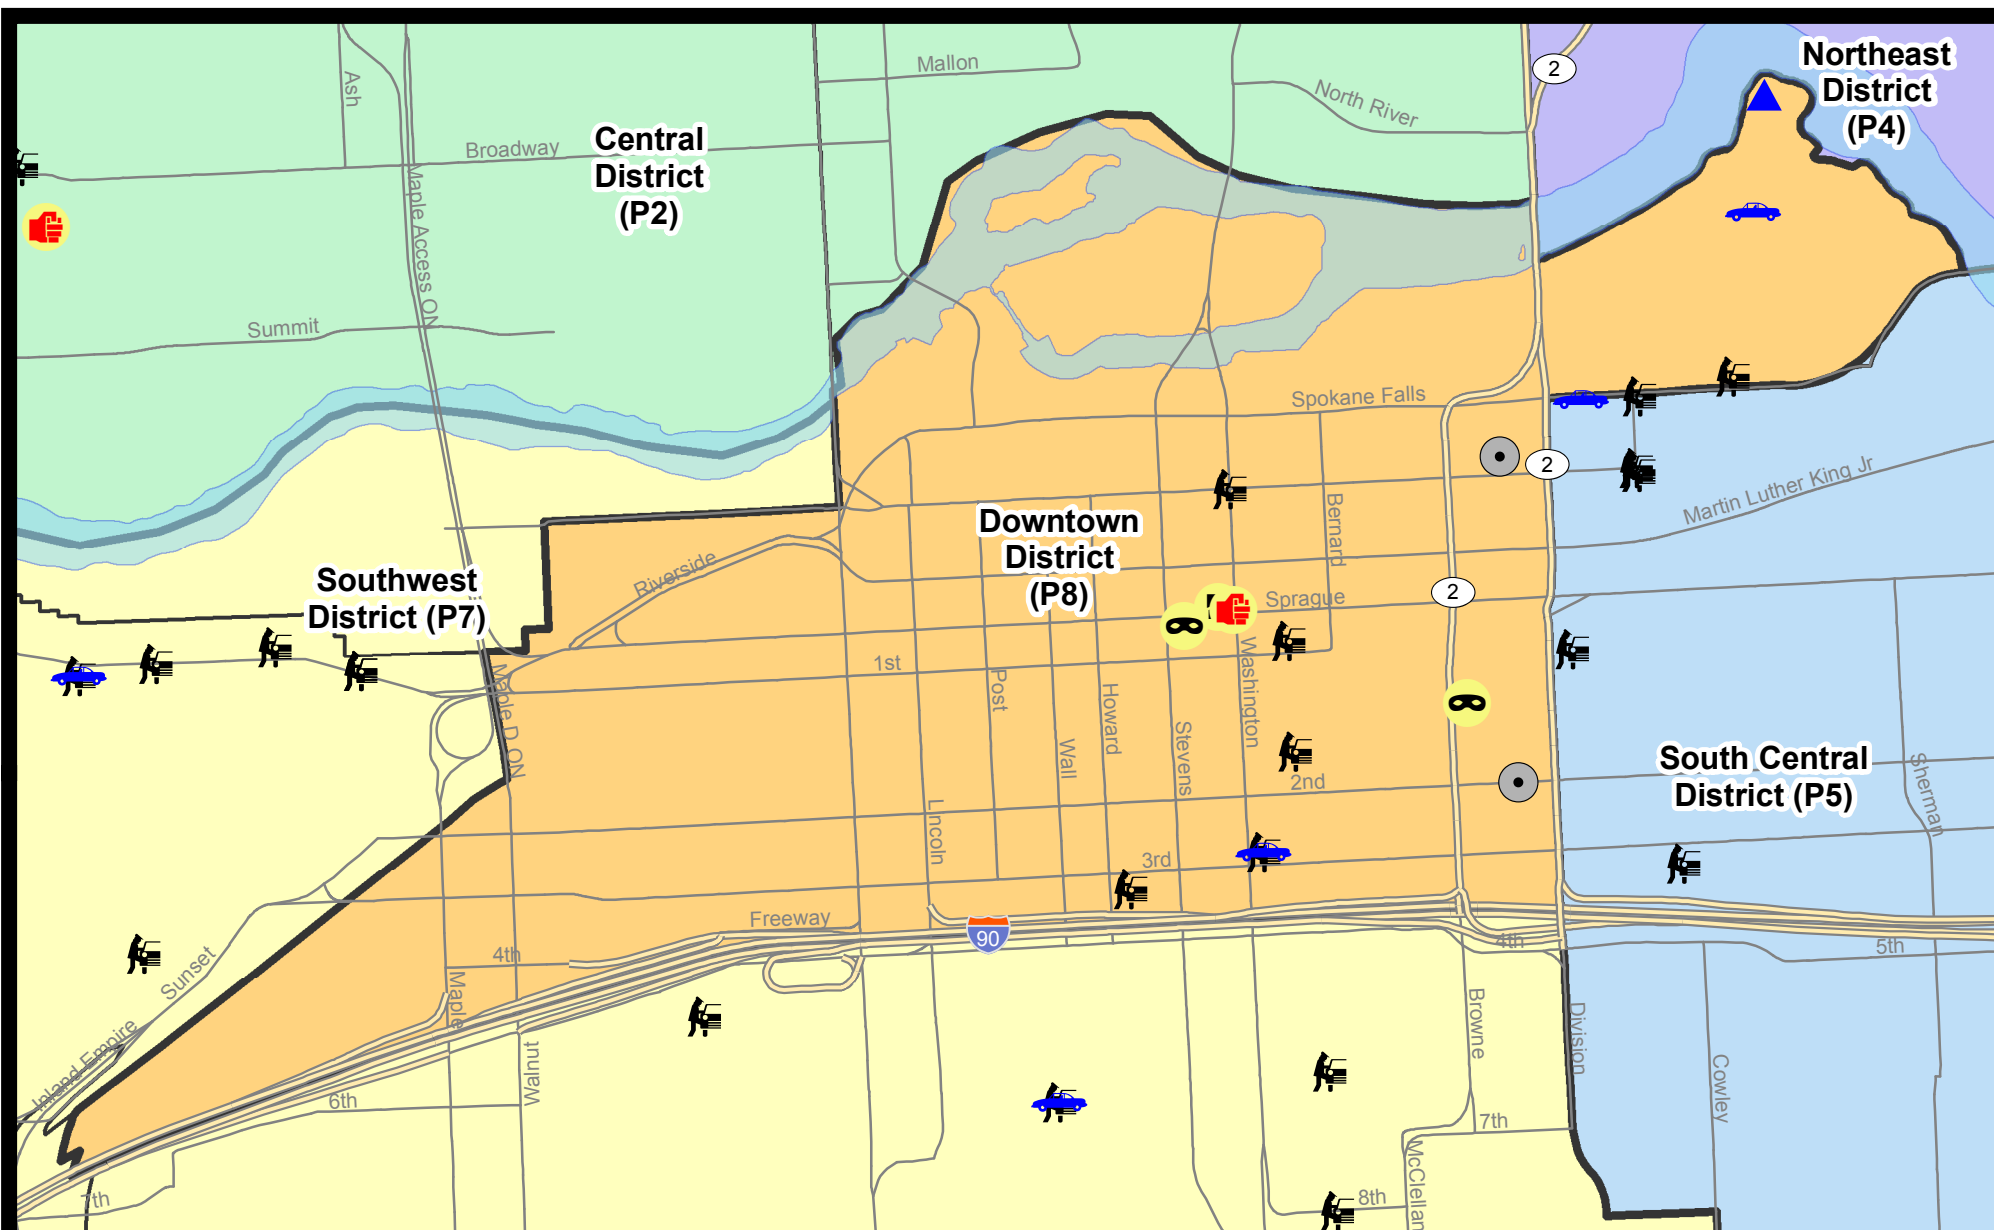 Northeast
District
(P4)
2
Mallon
Ash
North River
Central
District
(P2)
Broadway
Maple Access ON
Summit
Spokane Falls
2
Martin Luther King Jr
Bernard
Downtown
District
(P8)
Riverside
Southwest
District (P7)
2
Sprague
1st
Washington
Maple D ON
Post
Howard
Wall
Stevens
2nd
South Central
District (P5)
Sherman
Lincoln
3rd
Freeway
90
4th
4th
5th
Sunset
Maple
Browne
Division
Inland Empire
Walnut
6th
Cowley
7th
McClellan
7th
8th